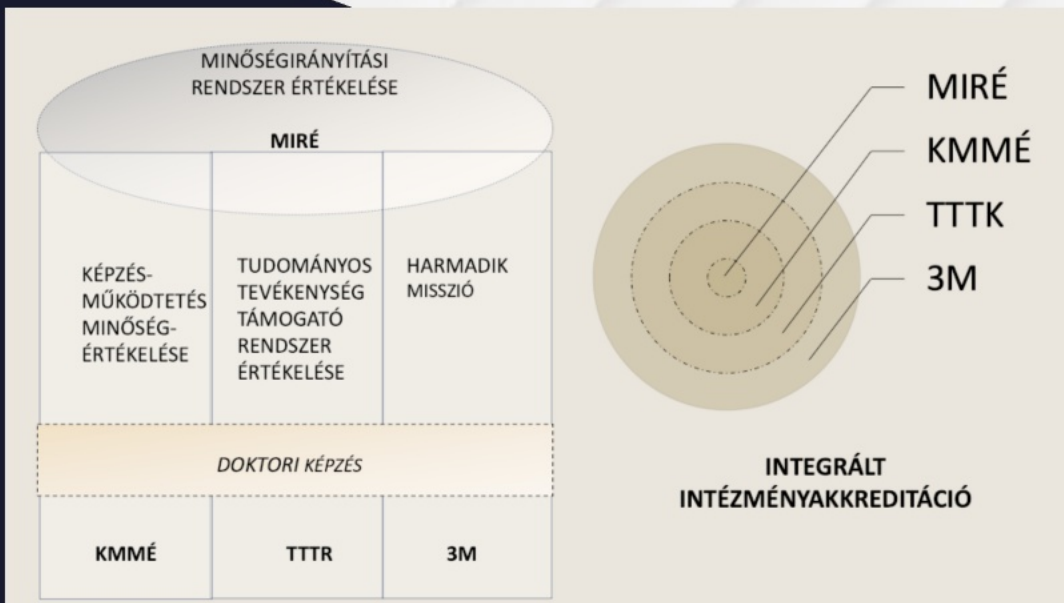 MINŐSÉGIRÁNYÍTÁSI
RENDSZER ÉRTÉKELÉSE
MIRÉ
KÉPZÉS-
MŰKÖDTETÉS
MINŐSÉG-
ÉRTÉKELÉSE
TUDOMÁNYOS
TEVÉKENYSÉG
TÁMOGATÓ
RENDSZER
ÉRTÉKELÉSE
HARMADIK
MISSZIÓ
DOKTORI KÉPZÉS
KMMÉ
TTTR
3M
MIRÉ
KMMÉ
TTTK
3M
INTEGRÁLT
INTÉZMÉNYAKKREDITÁCIÓ